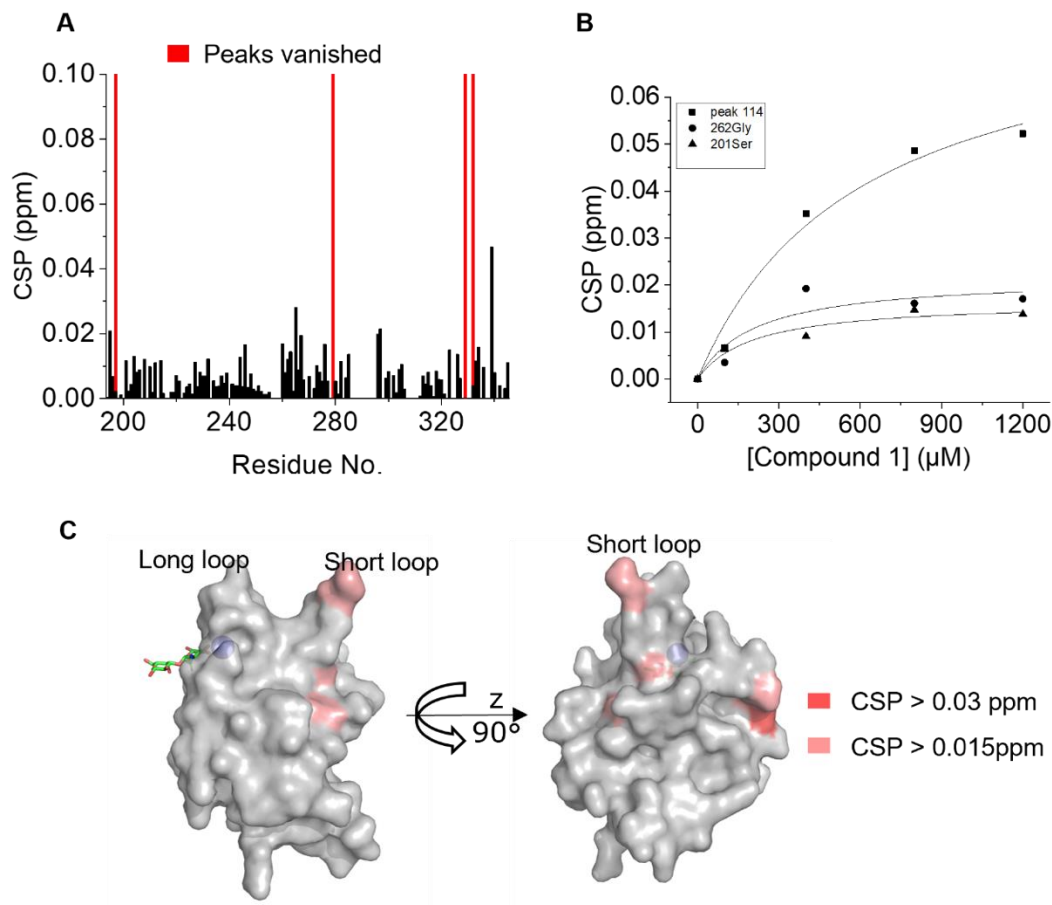 A
Peaks vanished
0.10
0.08
0.06
0.04
0.02
0.00
CSP (ppm)
200 240 280 320
Residue No.
B
0.06
0.05
0.04
0.03
0.02
0.01
0.00
CSP (ppm)
peak 114
262Gly
201Ser
0 300 600 900 1200
[Compound 1] (µM)
C
Long loop
Short loop
z
90°
Short loop
CSP > 0.03 ppm
CSP > 0.015ppm